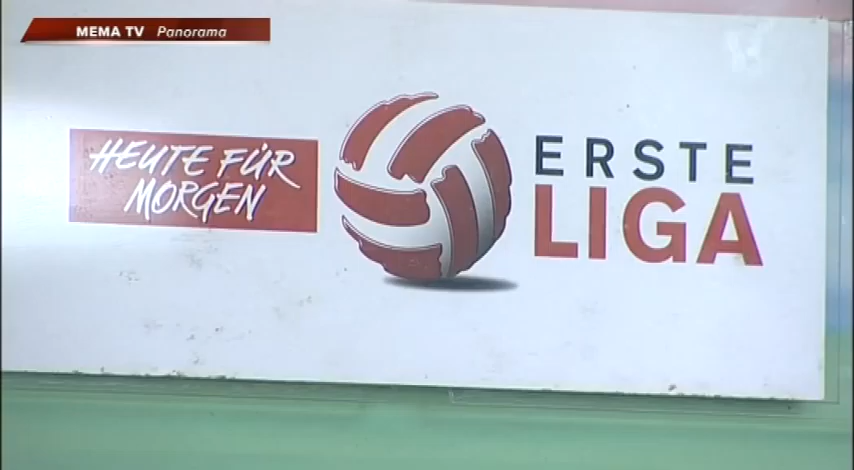 MEMA TV Panorama
HEUTE FÜR
MORGEN
ERSTE
LIGA